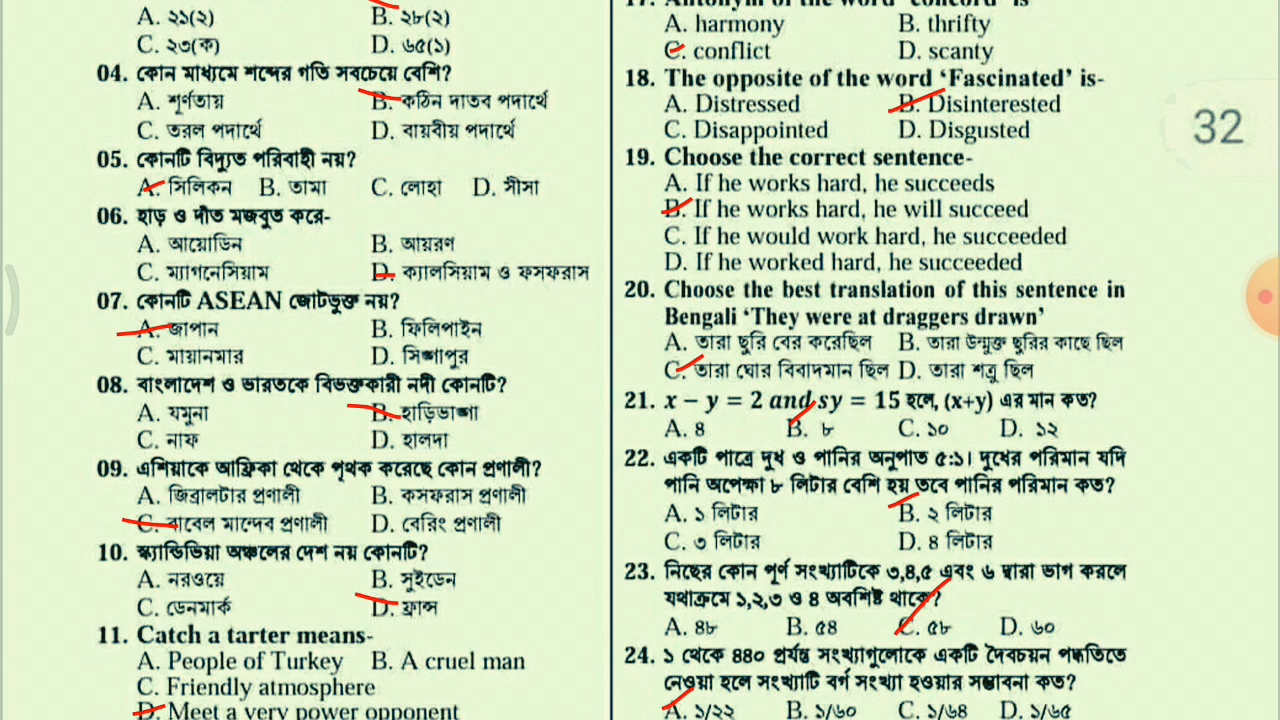 A. ২১(২) B. ২৮(২)
C. ২৩(ক) D. ৬৫(১)
04. কোন মাধ্যমে শব্দের গতি সবচেয়ে বেশি?
A. শূর্ণতায় B. কঠিন দাতব পদার্থে
C. তরল পদার্থে D. বায়বীয় পদার্থে
05. কোনটি বিদ্যুত পরিবাহী নয়?
A. সিলিকন B. তামা C. লোহা D. সীসা
06. হাড় ও দাঁত মজবুত করে-
A. আয়োডিন B. আয়রণ
C. ম্যাগনেসিয়াম D. ক্যালসিয়াম ও ফসফরাস
07. কোনটি ASEAN জোটভুক্ত নয়?
A. জাপান B. ফিলিপাইন
C. মায়ানমার D. সিঙ্গাপুর
08. বাংলাদেশ ও ভারতকে বিভক্তকারী নদী কোনটি?
A. যমুনা B. হাড়িভাঙ্গা
C. নাফ D. হালদা
09. এশিয়াকে আফ্রিকা থেকে পৃথক করেছে কোন প্রণালী?
A. জিব্রালটার প্রণালী B. কসফরাস প্রণালী
C. বাবেল মান্দেব প্রণালী D. বেরিং প্রণালী
10. স্ক্যান্ডিভিয়া অঞ্চলের দেশ নয় কোনটি?
A. নরওয়ে B. সুইডেন
C. ডেনমার্ক D. ফ্রান্স
11. Catch a tarter means-
A. People of Turkey B. A cruel man
C. Friendly atmosphere
D. Meet a very power opponent
17. Antonym of the word 'concord' is
A. harmony B. thrifty
C. conflict D. scanty
18. The opposite of the word ‘Fascinated’ is-
A. Distressed B. Disinterested
C. Disappointed D. Disgusted
19. Choose the correct sentence-
A. If he works hard, he succeeds
B. If he works hard, he will succeed
C. If he would work hard, he succeeded
D. If he worked hard, he succeeded
20. Choose the best translation of this sentence in
Bengali ‘They were at draggers drawn’
A. তারা ছুরি বের করেছিল B. তারা উন্মুক্ত ছুরির কাছে ছিল
C. তারা ঘোর বিবাদমান ছিল D. তারা শত্রু ছিল
21. x − y = 2 and sy = 15 হলে, (x+y) এর মান কত?
A. ৪ B. ৮ C. ১০ D. ১২
22. একটি পাত্রে দুধ ও পানির অনুপাত ৫:১। দুধের পরিমান যদি
পানি অপেক্ষা ৮ লিটার বেশি হয় তবে পানির পরিমান কত?
A. ১ লিটার B. ২ লিটার
C. ৩ লিটার D. ৪ লিটার
23. নিছের কোন পূর্ণ সংখ্যাটিকে ৩,৪,৫ এবং ৬ দ্বারা ভাগ করলে
যথাক্রমে ১,২,৩ ও ৪ অবশিষ্ট থাকে?
A. ৪৮ B. ৫৪ C. ৫৮ D. ৬০
24. ১ থেকে ৪৪০ প্রর্যন্ত সংখ্যাগুলোকে একটি দৈবচয়ন পদ্ধতিতে
নেওয়া হলে সংখ্যাটি বর্গ সংখ্যা হওয়ার সম্ভাবনা কত?
A. ১/২২ B. ১/৬০ C. ১/৬৪ D. ১/৬৫
32